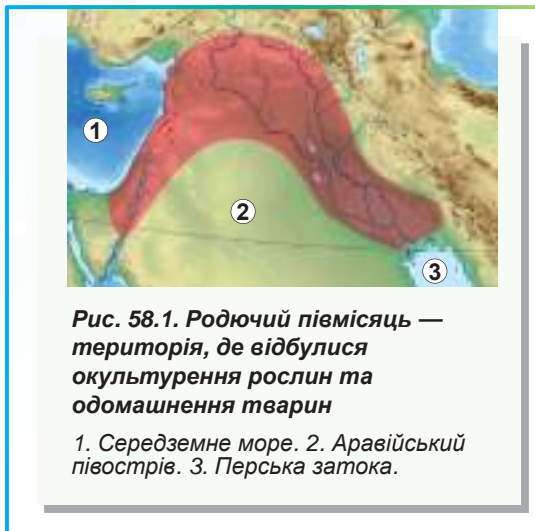 1
2
3
Рис. 58.1. Родючий півмісяць —
територія, де відбулися
окультурення рослин та
одомашнення тварин
1. Середземне море. 2. Аравійський
півострів. 3. Перська затока.